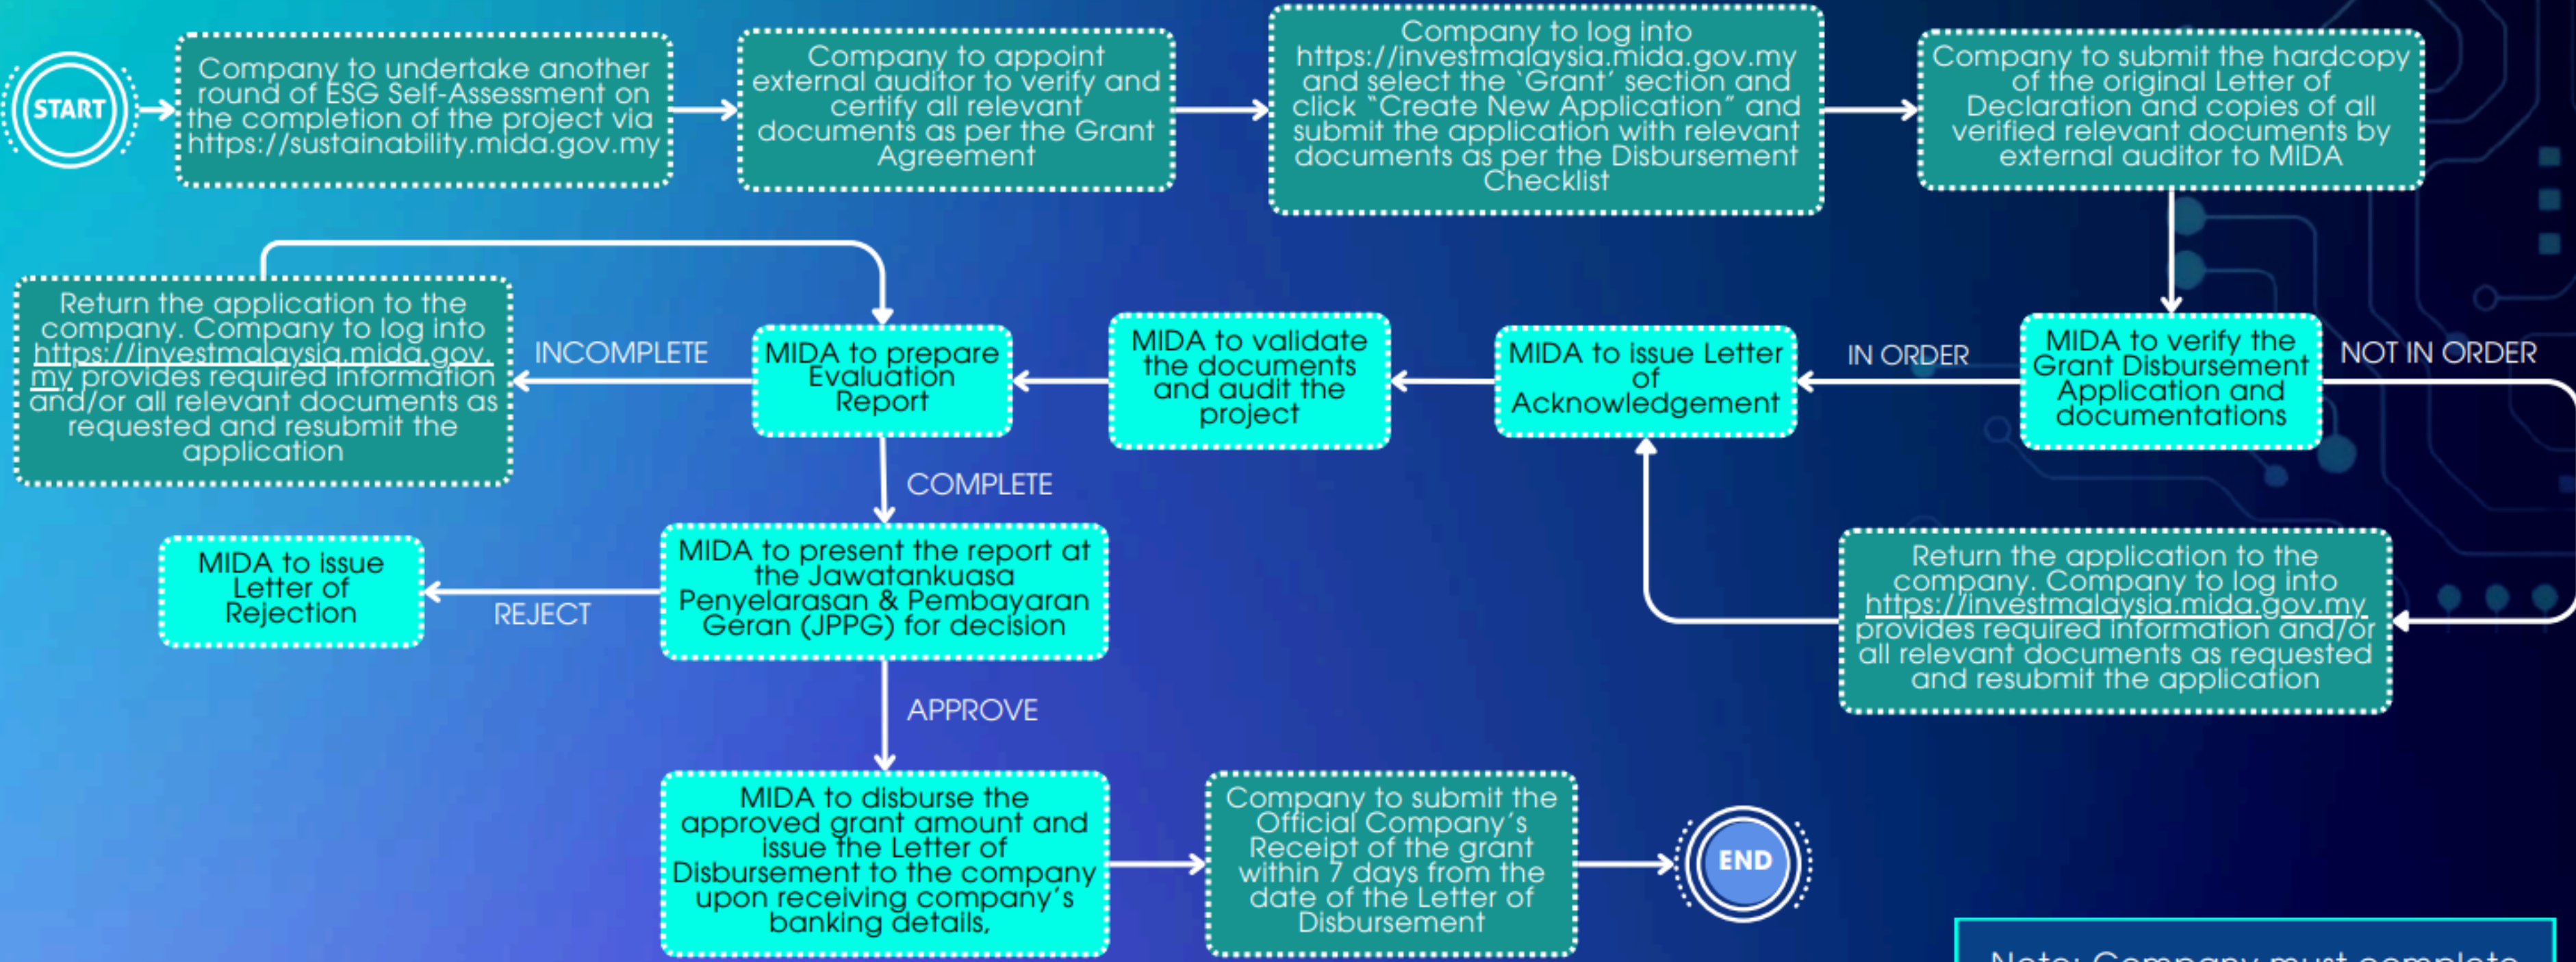 START
Company to undertake another
round of ESG Self-Assessment on
the completion of the project via
https://sustainability.mida.gov.my
Company to appoint
external auditor to verify and
certify all relevant
documents as per the Grant
Agreement
Company to log into
https://investmalaysia.mida.gov.my
and select the ‘Grant’ section and
click “Create New Application” and
submit the application with relevant
documents as per the Disbursement
Checklist
Company to submit the hardcopy
of the original Letter of
Declaration and copies of all
verified relevant documents by
external auditor to MIDA
MIDA to verify the
Grant Disbursement
Application and
documentations
NOT IN ORDER
IN ORDER
Return the application to the
company. Company to log into
https://investmalaysia.mida.gov.my
provides required information and/or
all relevant documents as requested
and resubmit the application
MIDA to issue Letter
of
Acknowledgement
MIDA to validate
the documents
and audit the
project
MIDA to prepare
Evaluation
Report
INCOMPLETE
Return the application to the
company. Company to log into
https://investmalaysia.mida.gov.
my provides required information
and/or all relevant documents as
requested and resubmit the
application
COMPLETE
MIDA to present the report at
the Jawatankuasa
Penyelarasan & Pembayaran
Geran (JPPG) for decision
REJECT
MIDA to issue
Letter of
Rejection
APPROVE
MIDA to disburse the
approved grant amount and
issue the Letter of
Disbursement to the company
upon receiving company’s
banking details,
Company to submit the
Official Company’s
Receipt of the grant
within 7 days from the
date of the Letter of
Disbursement
END
Note: Company must complete